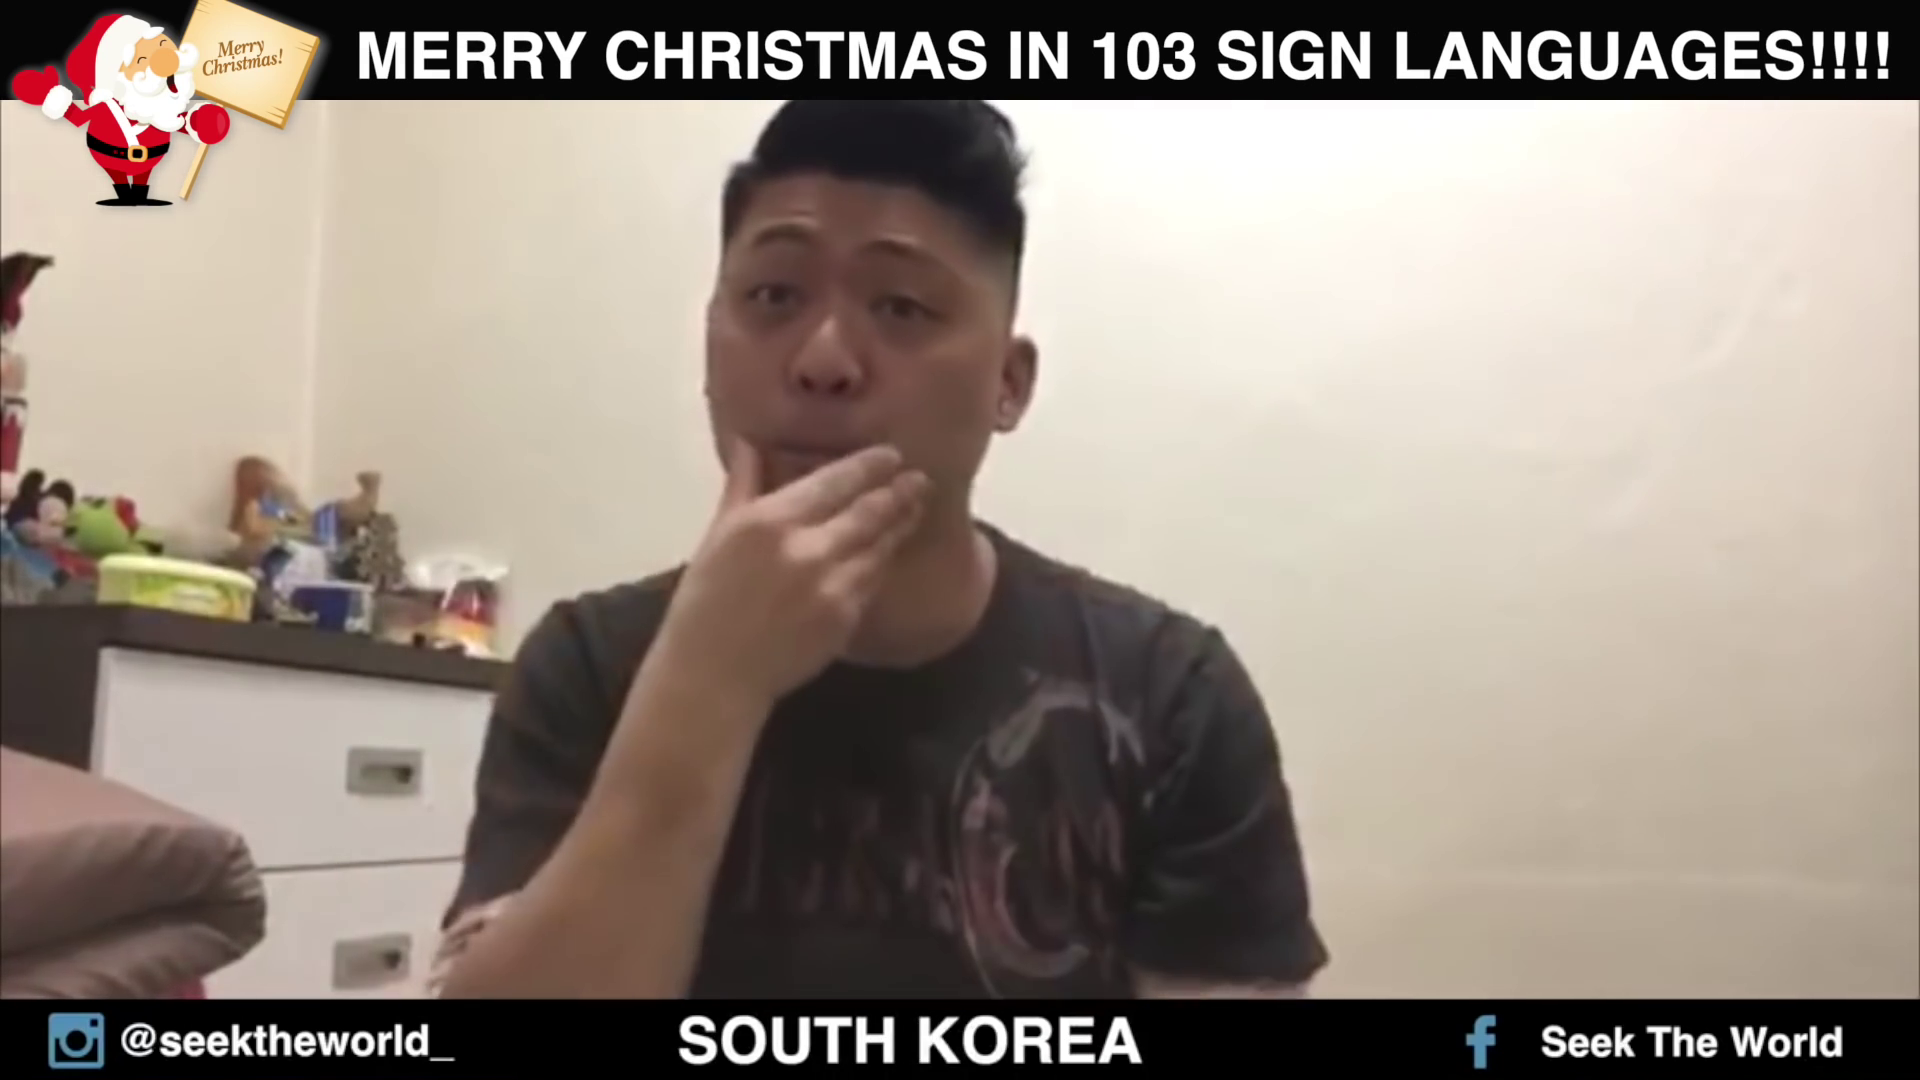 Merry
Christmas!
MERRY CHRISTMAS IN 103 SIGN LANGUAGES!!!!
@seektheworld_
SOUTH KOREA
Seek The World